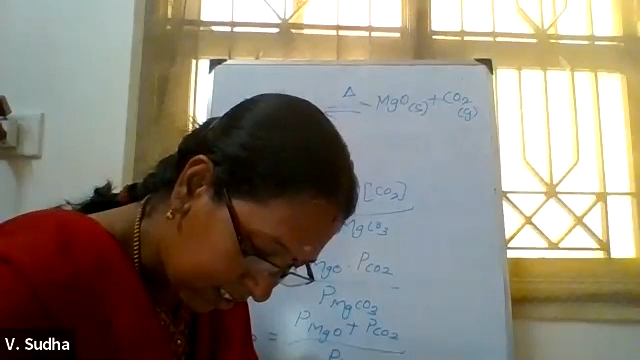 Δ
MgO(s) + CO₂(g)
[CO₂]
MgCO₃
MgO · PCO₂
PMgCO₃
= PMgO + PCO₂
P
V. Sudha